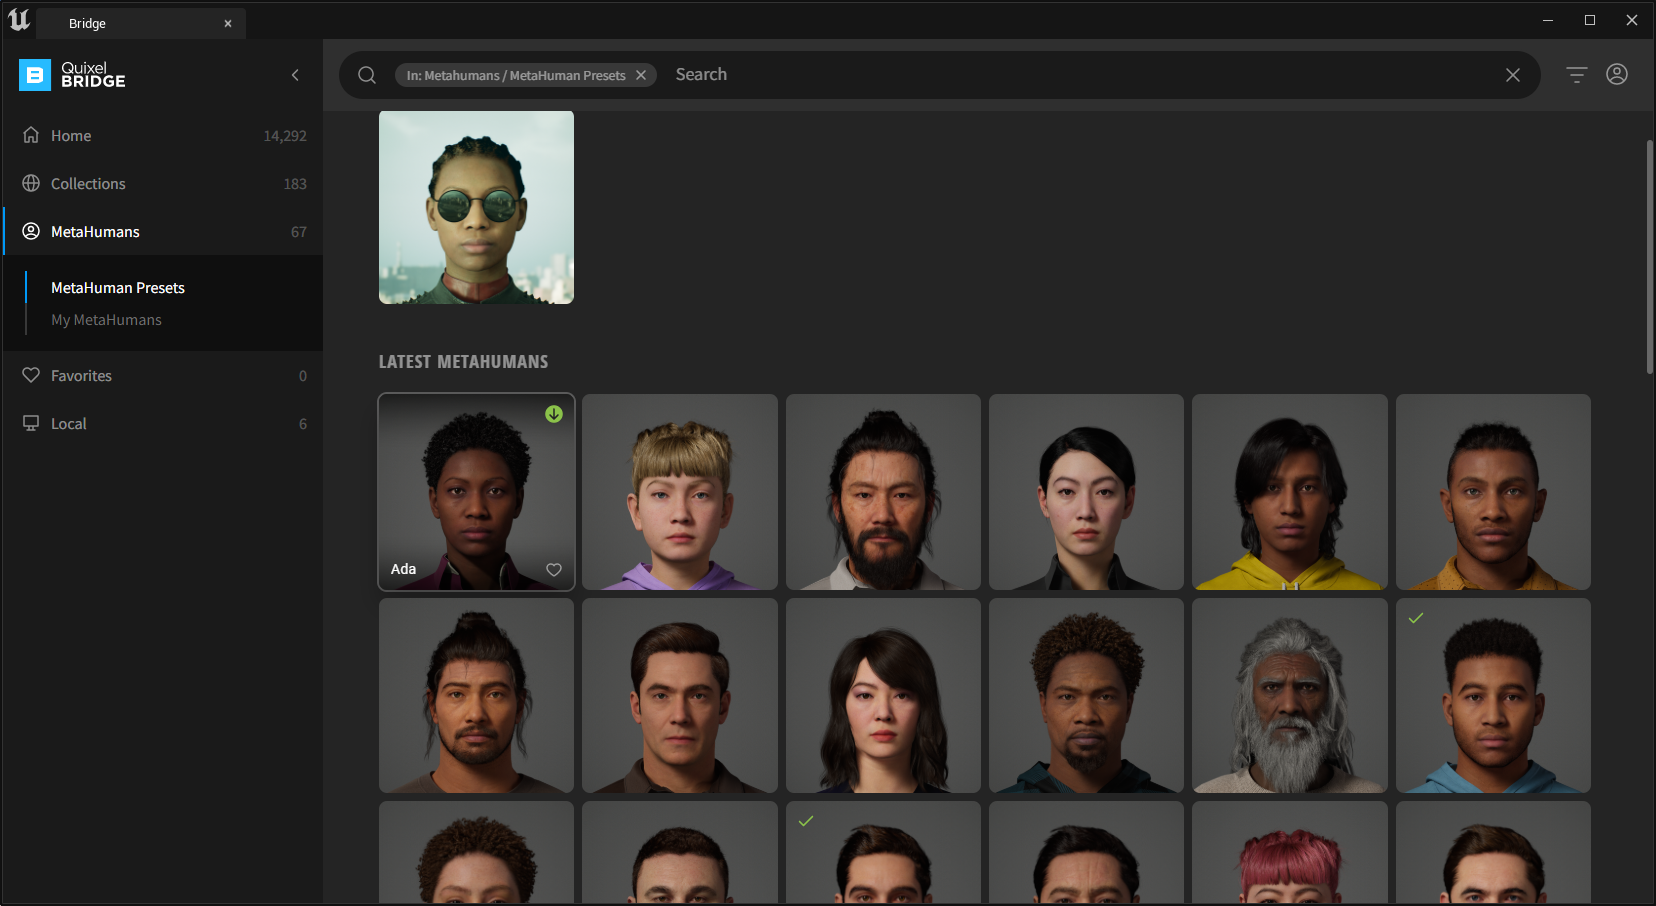 Bridge
Quixel
BRIDGE
In: Metahumans / MetaHuman Presets
Search
Home 14,292
Collections 183
MetaHumans 67
MetaHuman Presets
My MetaHumans
Favorites 0
Local 6
LATEST METAHUMANS
Ada